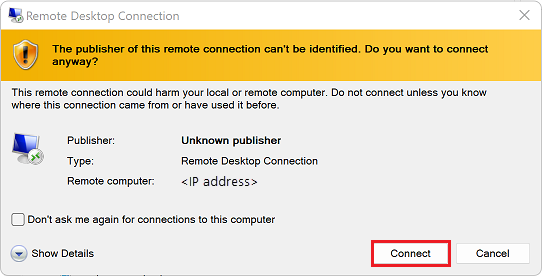 Remote Desktop Connection
The publisher of this remote connection can't be identified. Do you want to connect
anyway?
This remote connection could harm your local or remote computer. Do not connect unless you know
where this connection came from or have used it before.
Publisher: Unknown publisher
Type: Remote Desktop Connection
Remote computer: <IP address>
Don't ask me again for connections to this computer
Show Details Connect Cancel